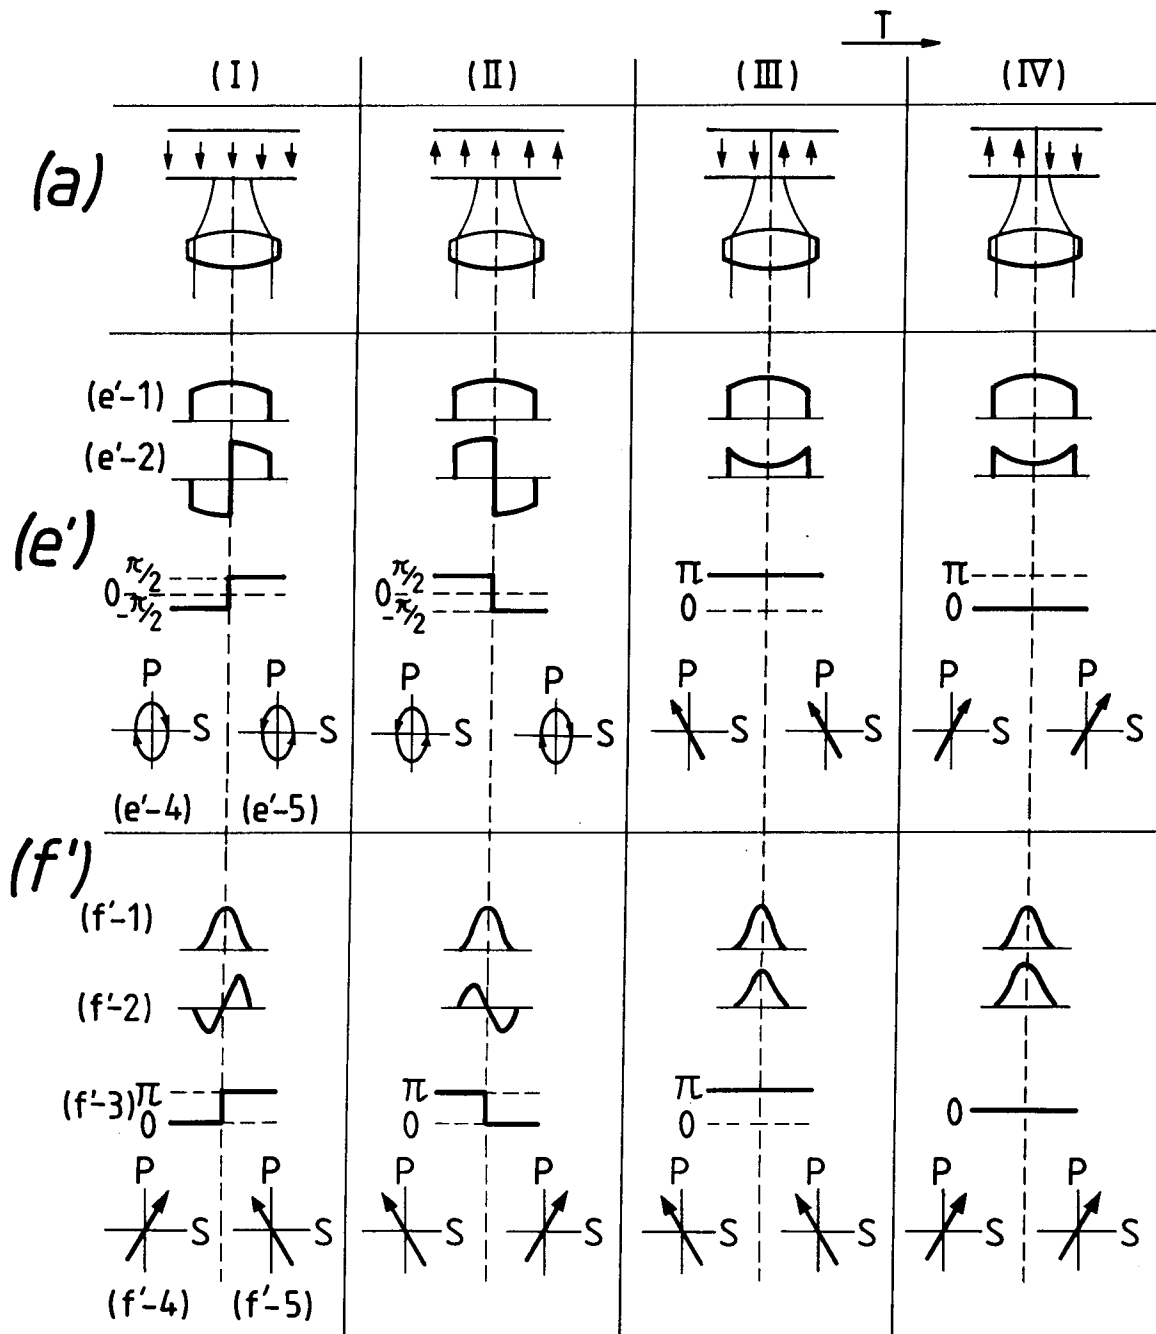 T
(I) (II) (III) (IV)
(a)
(e'-1)
(e'-2)
(e')
π/2 π/2 π π
0 0 0 0
-π/2 -π/2
P P P P P P
S S S S S S S S
(e'-4) (e'-5)
(f')
(f'-1)
(f'-2)
(f'-3) π π π
0 0 0 0
P P P P P P P P
S S S S S S S S
(f'-4) (f'-5)